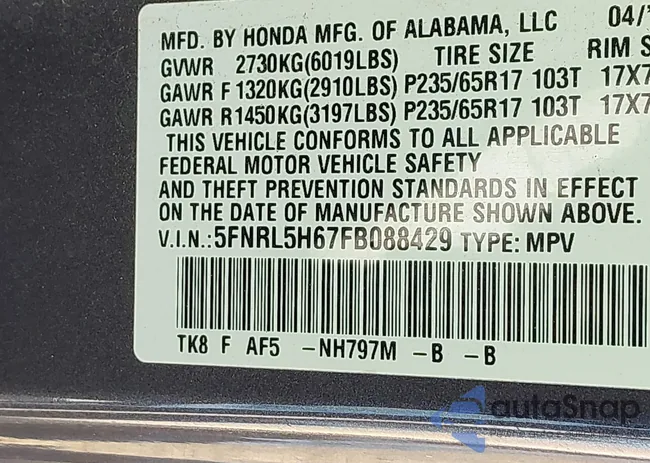 MFD. BY HONDA MFG. OF ALABAMA, LLC 04/
GVWR 2730KG(6019LBS) TIRE SIZE RIM S
GAWR F 1320KG(2910LBS) P235/65R17 103T 17X7
GAWR R1450KG(3197LBS) P235/65R17 103T 17X7
THIS VEHICLE CONFORMS TO ALL APPLICABLE
FEDERAL MOTOR VEHICLE SAFETY
AND THEFT PREVENTION STANDARDS IN EFFECT
ON THE DATE OF MANUFACTURE SHOWN ABOVE.
V.I.N.:5FNRL5H67FB088429 TYPE: MPV
TK8 F AF5 -NH797M -B -B
autoSnap